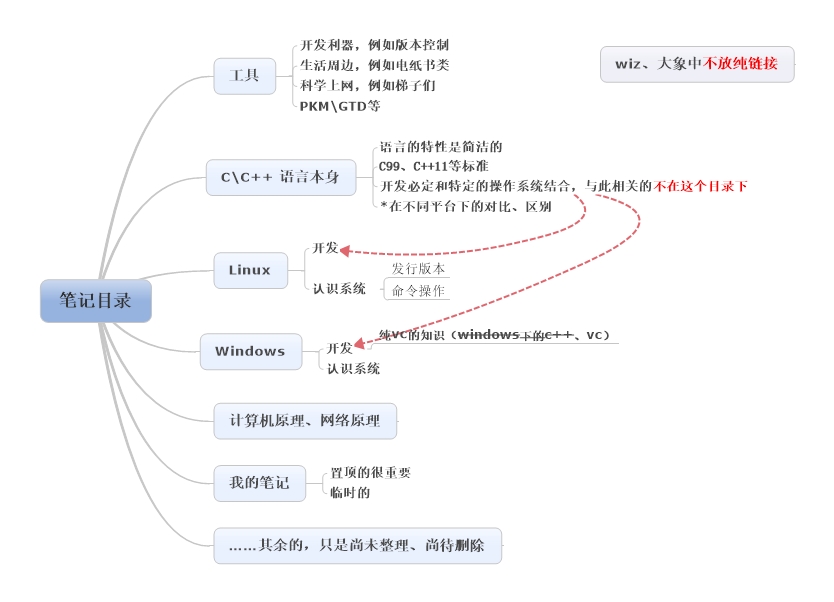 工具
开发利器，例如版本控制
生活周边，例如电纸书类
科学上网，例如梯子们
PKM\GTD等
wiz、大象中不放纯链接
C\C++ 语言本身
语言的特性是简洁的
C99、C++11等标准
开发必定和特定的操作系统结合，与此相关的不在这个目录下
*在不同平台下的对比、区别
Linux
开发
认识系统
发行版本
命令操作
笔记目录
Windows
开发
纯VC的知识（windows下的c++、VC）
认识系统
计算机原理、网络原理
我的笔记
置顶的很重要
临时的
……其余的，只是尚未整理、尚待删除